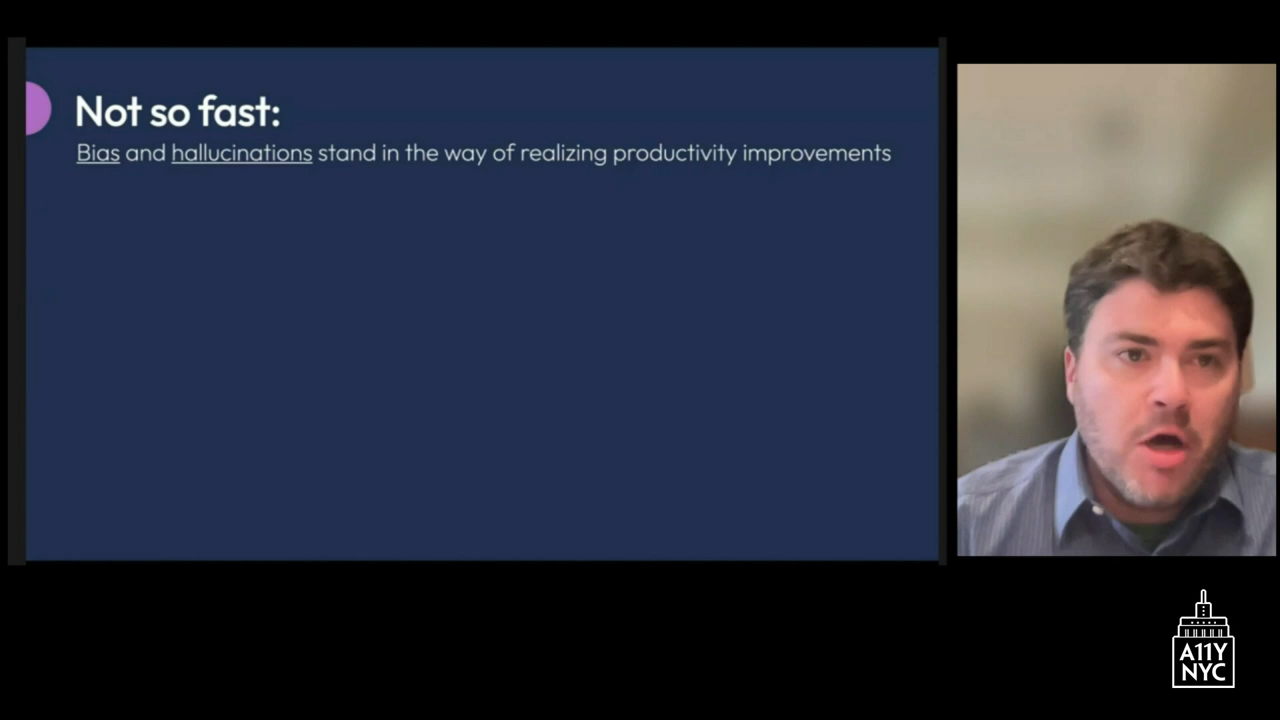 Not so fast:
Bias and hallucinations stand in the way of realizing productivity improvements
A11Y
NYC